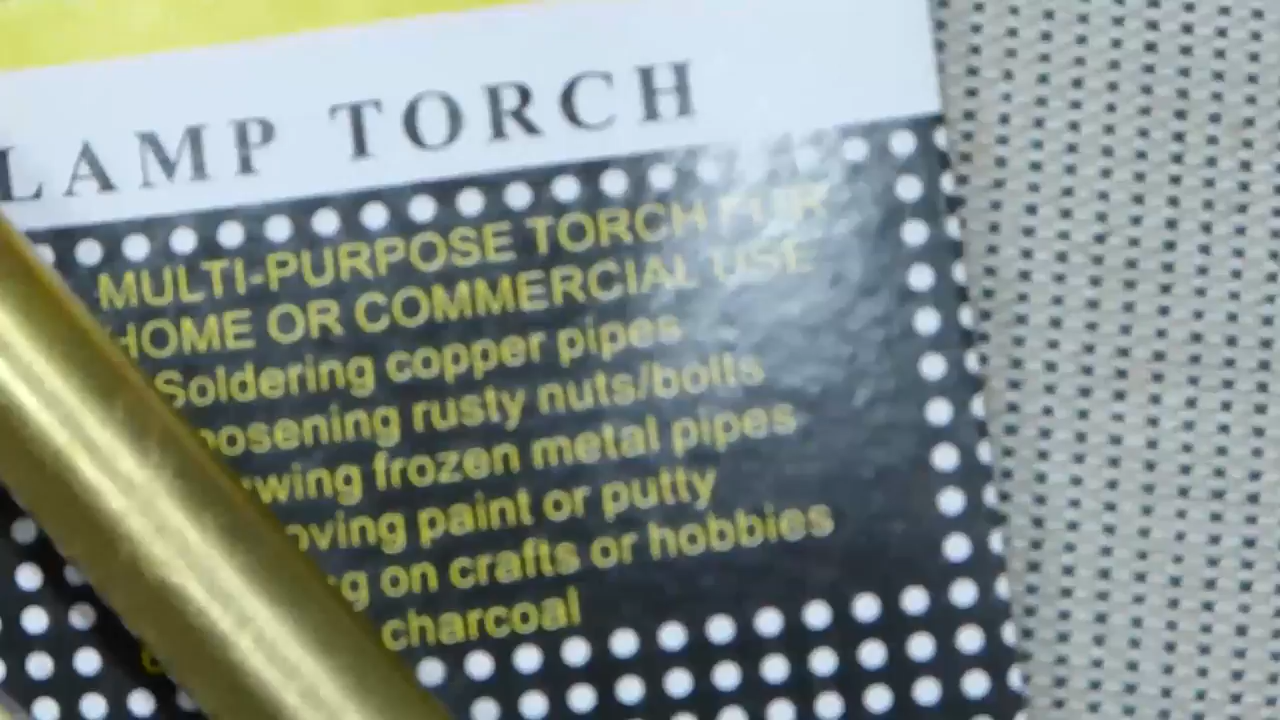 LAMP TORCH
MULTI-PURPOSE TORCH FOR
HOME OR COMMERCIAL USE
Soldering copper pipes
oosening rusty nuts/bolts
wing frozen metal pipes
oving paint or putty
g on crafts or hobbies
charcoal